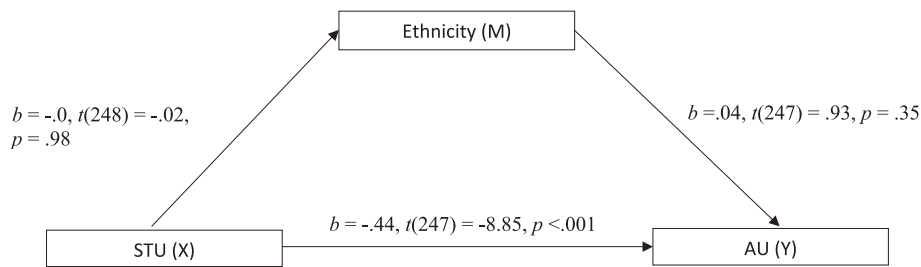 Ethnicity (M)
b = -.0, t(248) = -.02,
p = .98
b =.04, t(247) = .93, p = .35
b = -.44, t(247) = -8.85, p <.001
STU (X)
AU (Y)